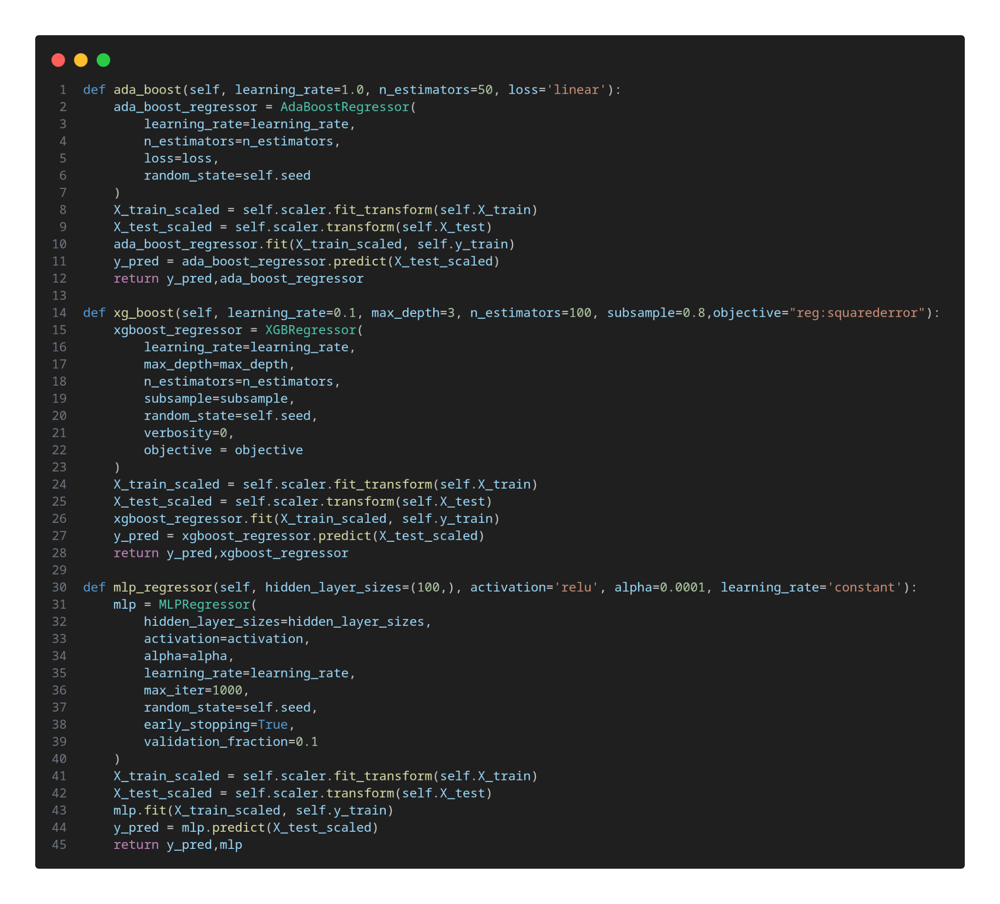 1 def ada_boost(self, learning_rate=1.0, n_estimators=50, loss='linear'):
2     ada_boost_regressor = AdaBoostRegressor(
3         learning_rate=learning_rate,
4         n_estimators=n_estimators,
5         loss=loss,
6         random_state=self.seed
7     )
8     X_train_scaled = self.scaler.fit_transform(self.X_train)
9     X_test_scaled = self.scaler.transform(self.X_test)
10     ada_boost_regressor.fit(X_train_scaled, self.y_train)
11     y_pred = ada_boost_regressor.predict(X_test_scaled)
12     return y_pred,ada_boost_regressor
13
14 def xg_boost(self, learning_rate=0.1, max_depth=3, n_estimators=100, subsample=0.8,objective="reg:squarederror"):
15     xgboost_regressor = XGBRegressor(
16         learning_rate=learning_rate,
17         max_depth=max_depth,
18         n_estimators=n_estimators,
19         subsample=subsample,
20         random_state=self.seed,
21         verbosity=0,
22         objective = objective
23     )
24     X_train_scaled = self.scaler.fit_transform(self.X_train)
25     X_test_scaled = self.scaler.transform(self.X_test)
26     xgboost_regressor.fit(X_train_scaled, self.y_train)
27     y_pred = xgboost_regressor.predict(X_test_scaled)
28     return y_pred,xgboost_regressor
29
30 def mlp_regressor(self, hidden_layer_sizes=(100,), activation='relu', alpha=0.0001, learning_rate='constant'):
31     mlp = MLPRegressor(
32         hidden_layer_sizes=hidden_layer_sizes,
33         activation=activation,
34         alpha=alpha,
35         learning_rate=learning_rate,
36         max_iter=1000,
37         random_state=self.seed,
38         early_stopping=True,
39         validation_fraction=0.1
40     )
41     X_train_scaled = self.scaler.fit_transform(self.X_train)
42     X_test_scaled = self.scaler.transform(self.X_test)
43     mlp.fit(X_train_scaled, self.y_train)
44     y_pred = mlp.predict(X_test_scaled)
45     return y_pred,mlp